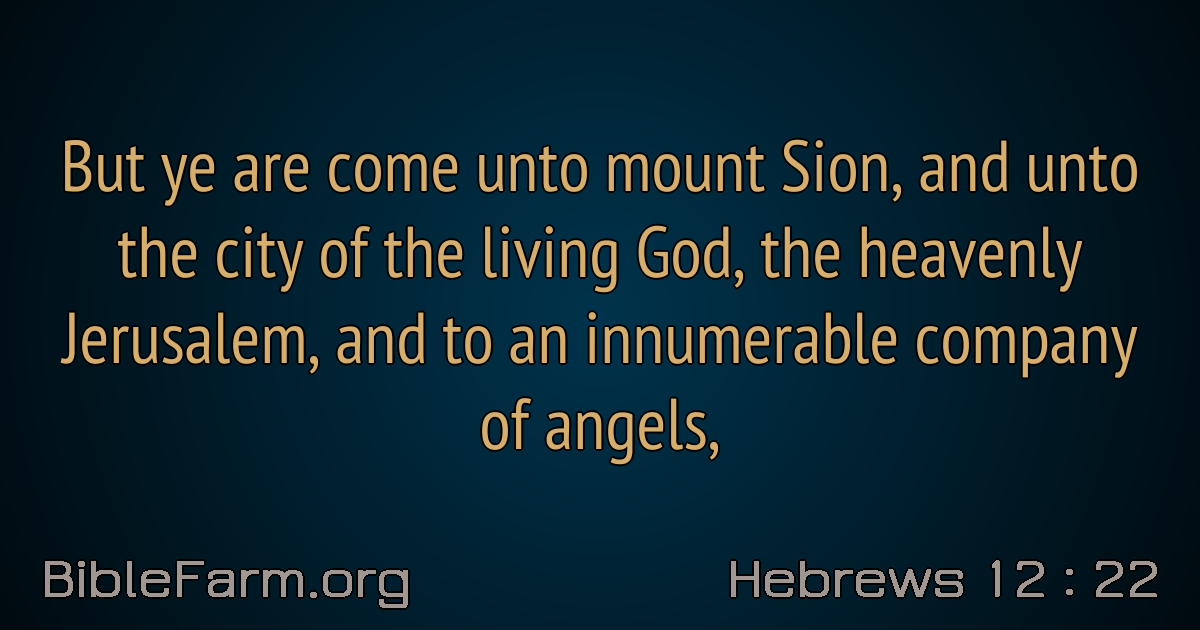 But ye are come unto mount Sion, and unto
the city of the living God, the heavenly
Jerusalem, and to an innumerable company
of angels,
BibleFarm.org
Hebrews 12 : 22